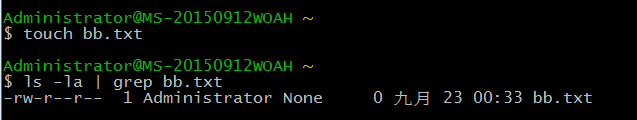 Administrator@MS-20150912WOAH ~
$ touch bb.txt
Administrator@MS-20150912WOAH ~
$ ls -la | grep bb.txt
-rw-r--r-- 1 Administrator None 0 九月 23 00:33 bb.txt